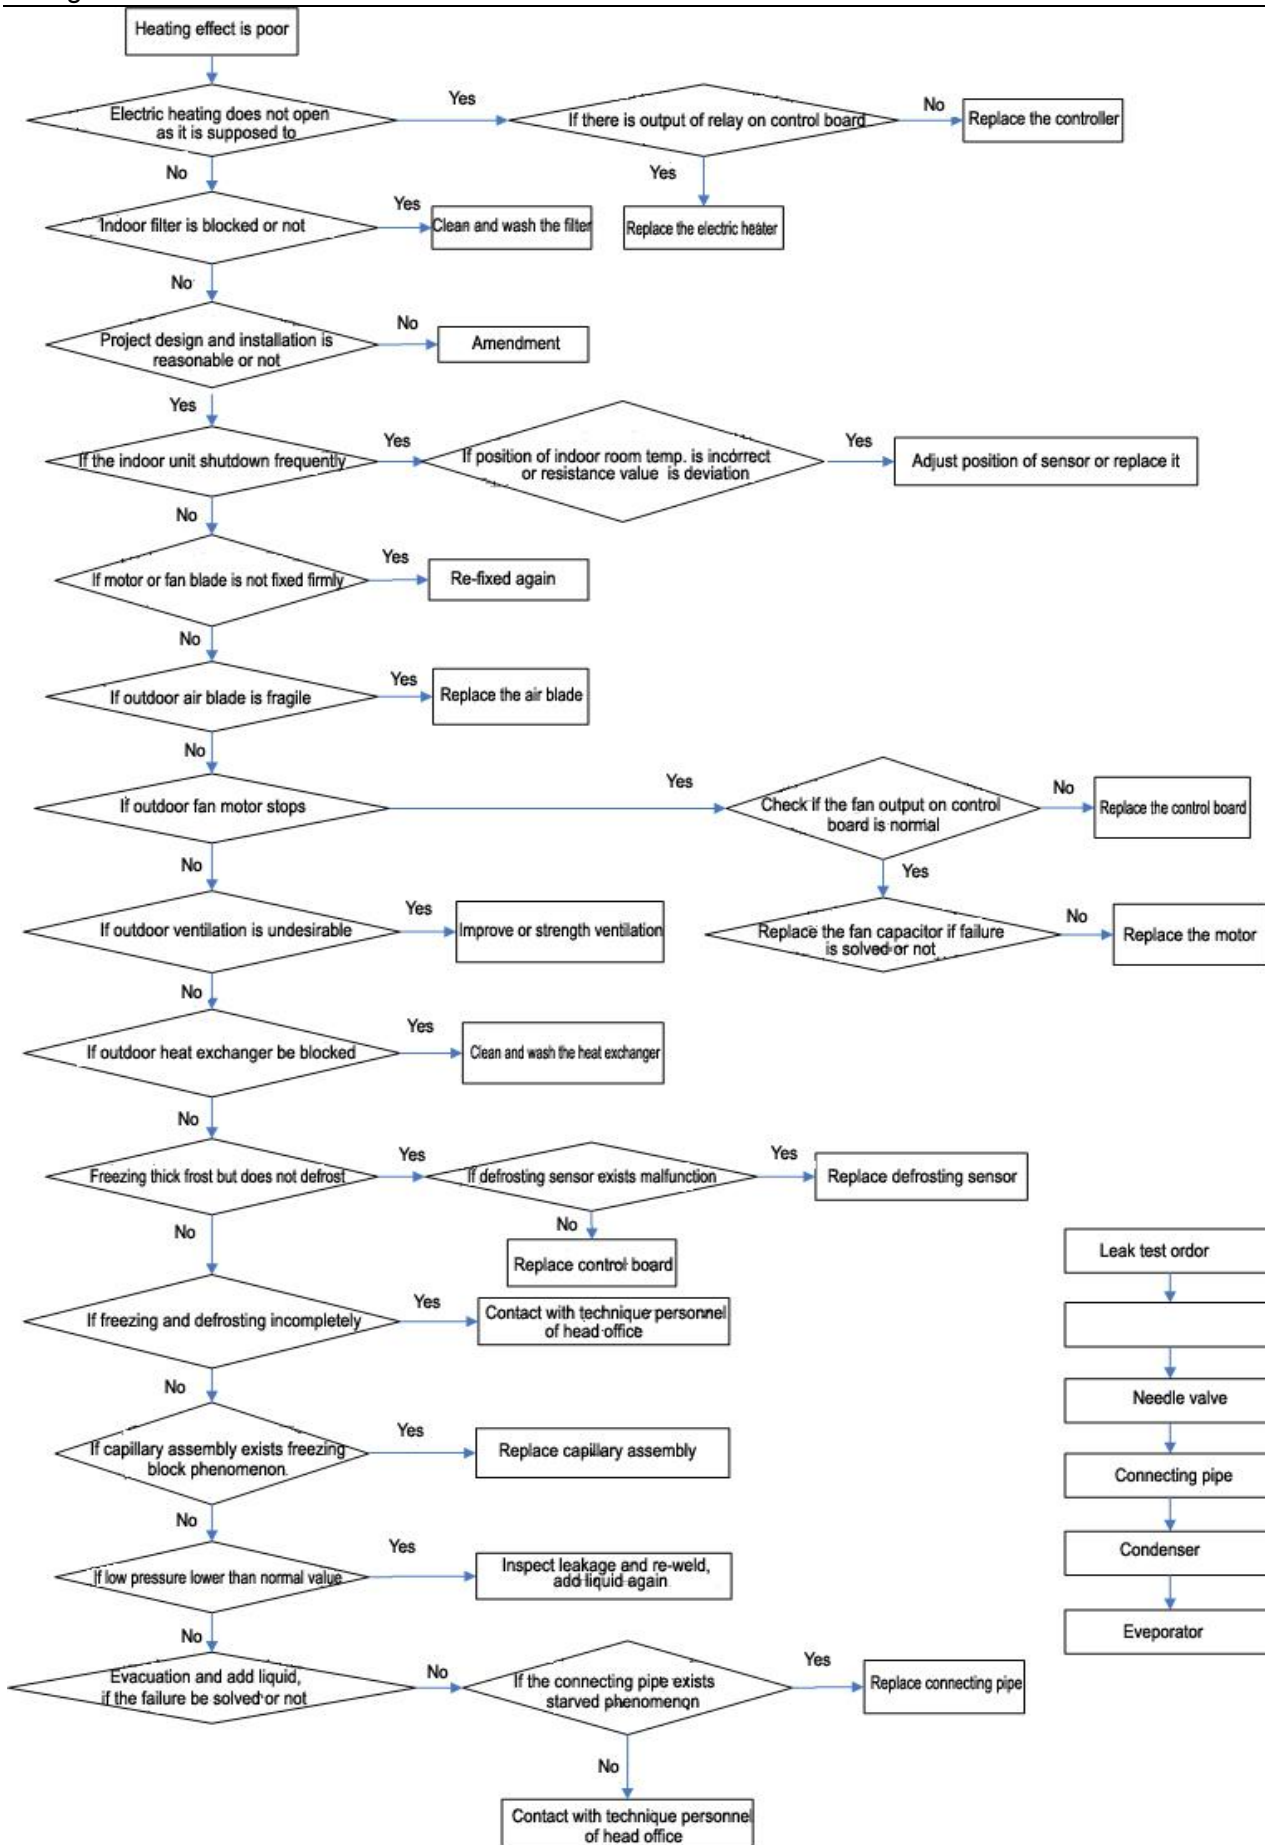 Heating effect is poor
Electric heating does not open
as it is supposed to
Yes
If there is output of relay on control board
No
Replace the controller
No
Yes
Replace the electric heater
Indoor filter is blocked or not
Yes
Clean and wash the filter
No
Project design and installation is
reasonable or not
No
Amendment
Yes
If the indoor unit shutdown frequently
Yes
If position of indoor room temp. is incorrect
or resistance value is deviation
Yes
Adjust position of sensor or replace it
No
If motor or fan blade is not fixed firmly
Yes
Re-fixed again
No
If outdoor air blade is fragile
Yes
Replace the air blade
No
If outdoor fan motor stops
Yes
Check if the fan output on control
board is normal
No
Replace the control board
No
Yes
If outdoor ventilation is undesirable
Yes
Improve or strength ventilation
Replace the fan capacitor if failure
is solved or not
No
Replace the motor
No
If outdoor heat exchanger be blocked
Yes
Clean and wash the heat exchanger
No
Freezing thick frost but does not defrost
Yes
If defrosting sensor exists malfunction
Yes
Replace defrosting sensor
No
No
Replace control board
Leak test ordor
If freezing and defrosting incompletely
Yes
Contact with technique personnel
of head office
No
Needle valve
If capillary assembly exists freezing
block phenomenon.
Yes
Replace capillary assembly
Connecting pipe
No
Condenser
If low pressure lower than normal value
Yes
Inspect leakage and re-weld,
add liquid again
Eveporator
No
Evacuation and add liquid,
if the failure be solved or not
No
If the connecting pipe exists
starved phenomenon
Yes
Replace connecting pipe
No
Contact with technique personnel
of head office